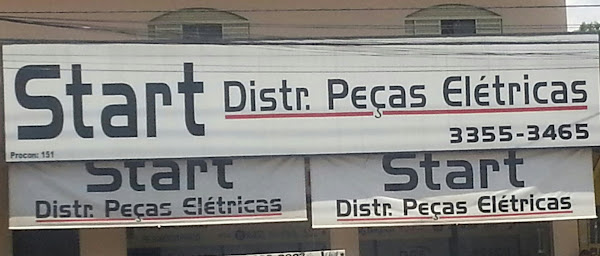 Start Distr. Peças Elétricas
3355-3465
Procon: 151
Start
Distr. Peças Elétricas
Start
Distr. Peças Elétricas